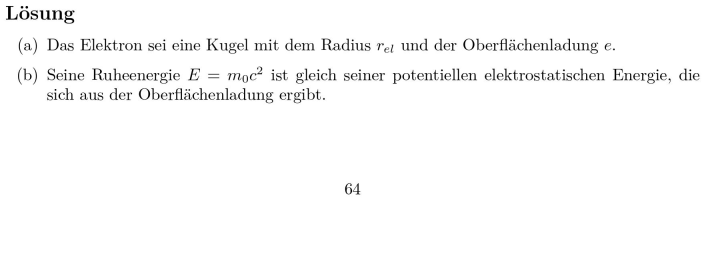 Lösung
(a) Das Elektron sei eine Kugel mit dem Radius $r_{el}$ und der Oberflächenladung $e$.
(b) Seine Ruheenergie $E = m_0c^2$ ist gleich seiner potentiellen elektrostatischen Energie, die
sich aus der Oberflächenladung ergibt.
64